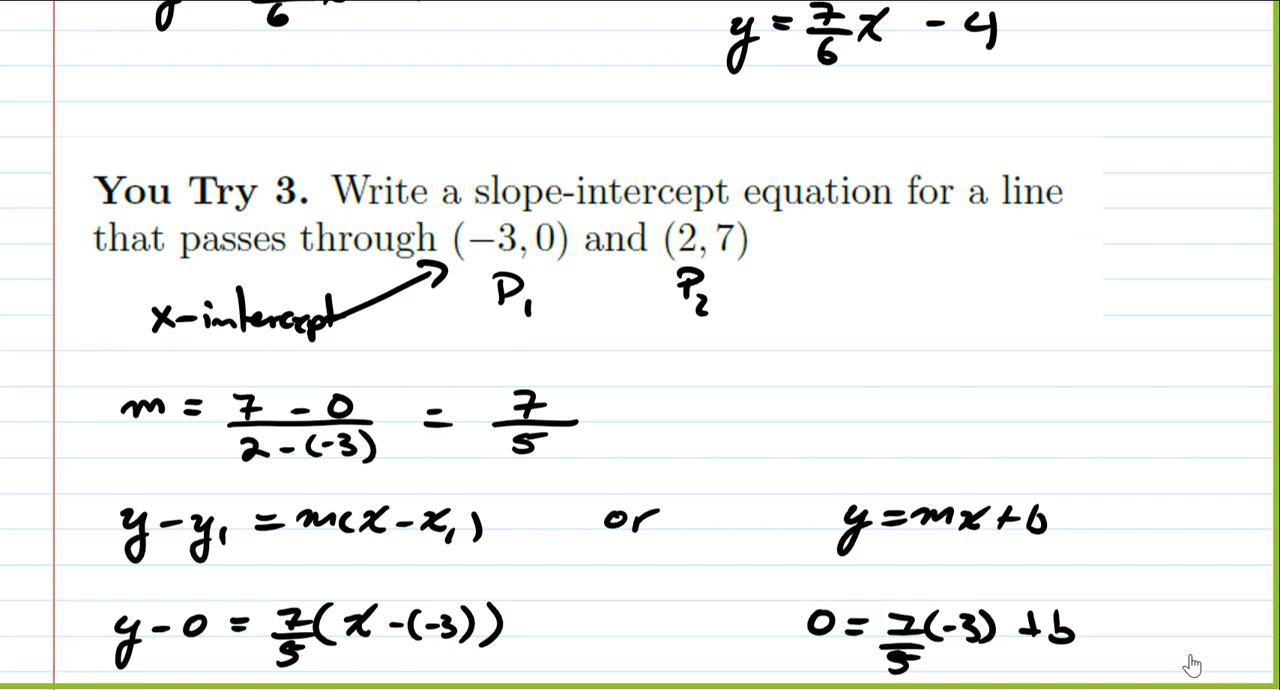 y = 7/6 x - 4
You Try 3. Write a slope-intercept equation for a line
that passes through (−3, 0) and (2, 7)
x-intercept P₁ P₂
m = (7 - 0)/(2 - (-3)) = 7/5
y - y₁ = m(x - x₁) or y = mx + b
y - 0 = 7/5(x - (-3)) 0 = 7/5(-3) + b